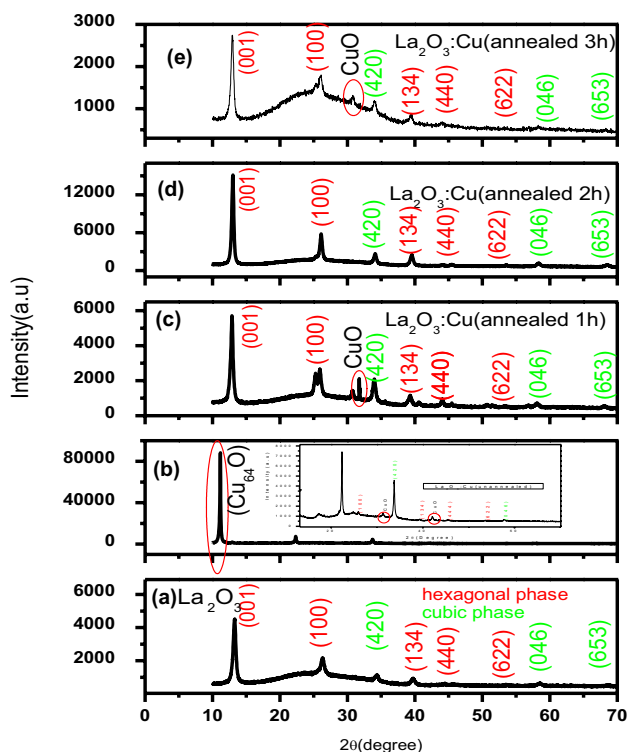 3000
2000
1000
(e)
(001)
(100)
CuO
(420)
(134)
(440)
(622)
(046)
(653)
La₂O₃:Cu(annealed 3h)
12000
6000
0
(d)
(001)
(100)
(420)
(134)
(440)
(622)
(046)
(653)
La₂O₃:Cu(annealed 2h)
Intensity(a.u)
6000
4000
2000
0
(c)
(001)
(100)
CuO
(420)
(134)
(440)
(622)
(046)
(653)
La₂O₃:Cu(annealed 1h)
80000
40000
0
(b)
(Cu₆₄O)
CuO
CuO
6000
4000
2000
(a)La₂O₃
(001)
(100)
(420)
(134)
(440)
(622)
(046)
(653)
hexagonal phase
cubic phase
0 10 20 30 40 50 60 70
2θ(degree)